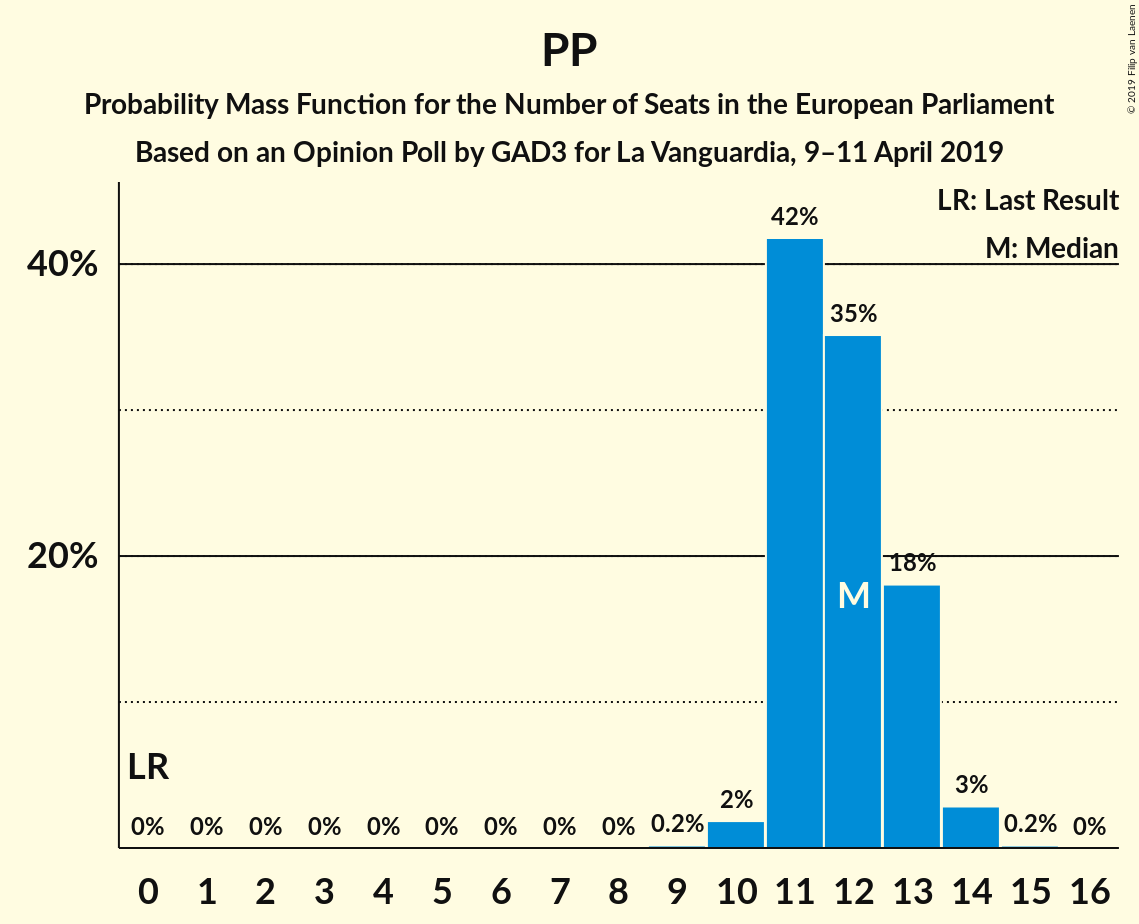 PP
Probability Mass Function for the Number of Seats in the European Parliament
Based on an Opinion Poll by GAD3 for La Vanguardia, 9–11 April 2019
© 2019 Filip van Laenen
LR: Last Result
M: Median
40%
20%
42%
35%
18%
M
LR
0% 0% 0% 0% 0% 0% 0% 0% 0% 0.2% 2% 3% 0.2% 0%
0 1 2 3 4 5 6 7 8 9 10 11 12 13 14 15 16